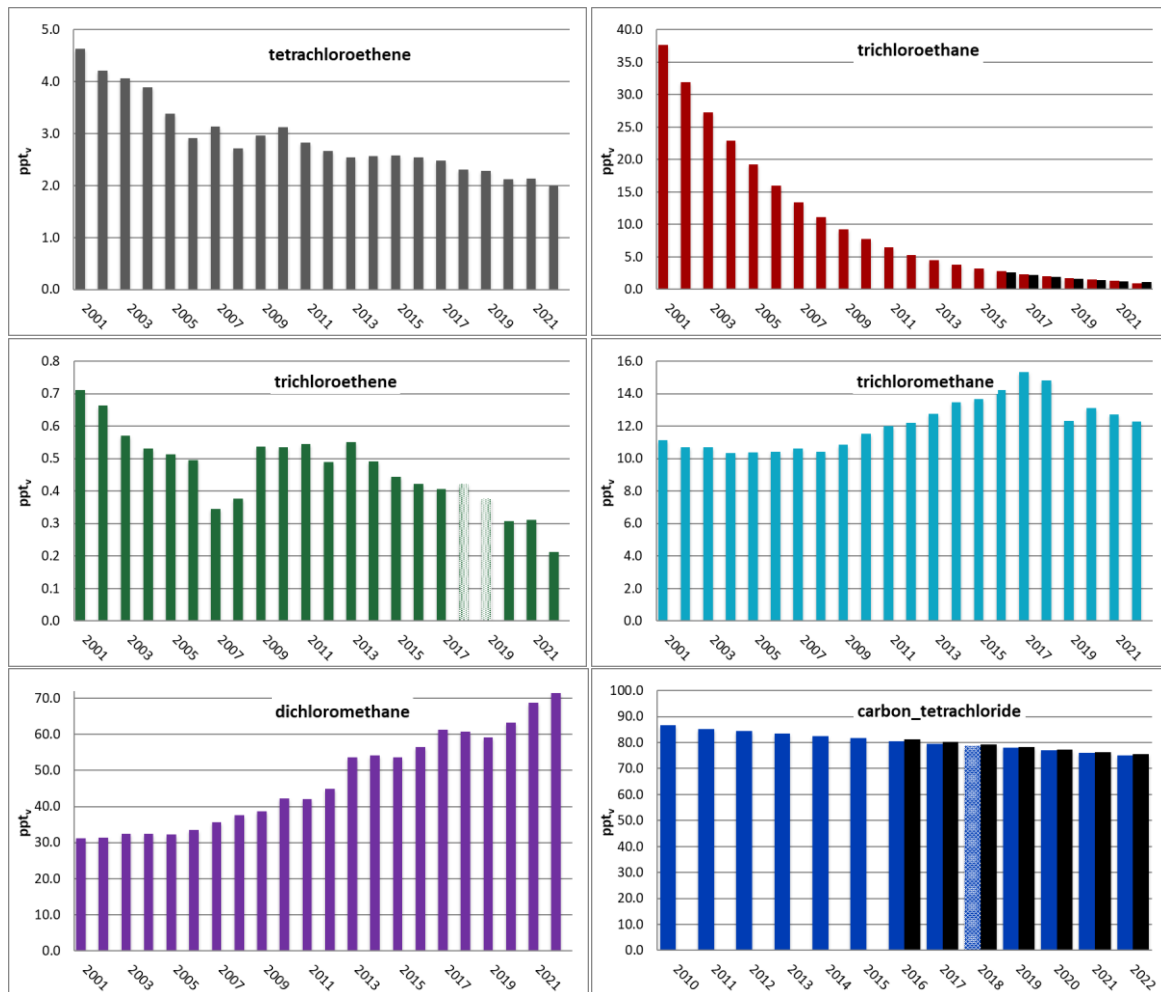 tetrachloroethene
ppt_v
5.0
4.0
3.0
2.0
1.0
0.0
2001 2003 2005 2007 2009 2011 2013 2015 2017 2019 2021
trichloroethane
ppt_v
40.0
35.0
30.0
25.0
20.0
15.0
10.0
5.0
0.0
2001 2003 2005 2007 2009 2011 2013 2015 2017 2019 2021
trichloroethene
ppt_v
0.8
0.7
0.6
0.5
0.4
0.3
0.2
0.1
0.0
2001 2003 2005 2007 2009 2011 2013 2015 2017 2019 2021
trichloromethane
ppt_v
16.0
14.0
12.0
10.0
8.0
6.0
4.0
2.0
0.0
2001 2003 2005 2007 2009 2011 2013 2015 2017 2019 2021
dichloromethane
ppt_v
70.0
60.0
50.0
40.0
30.0
20.0
10.0
0.0
2001 2003 2005 2007 2009 2011 2013 2015 2017 2019 2021
carbon_tetrachloride
ppt_v
100.0
90.0
80.0
70.0
60.0
50.0
40.0
30.0
20.0
10.0
0.0
2010 2011 2012 2013 2014 2015 2016 2017 2018 2019 2020 2021 2022